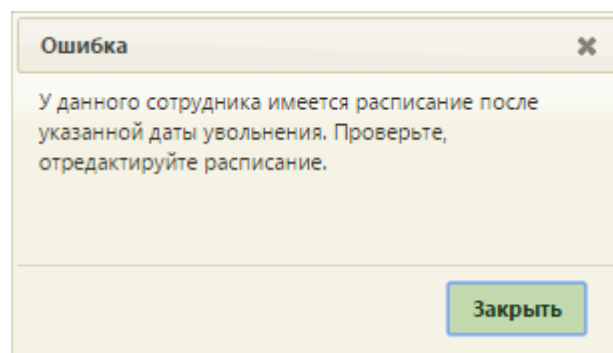 Ошибка
У данного сотрудника имеется расписание после
указанной даты увольнения. Проверьте,
отредактируйте расписание.
Закрыть